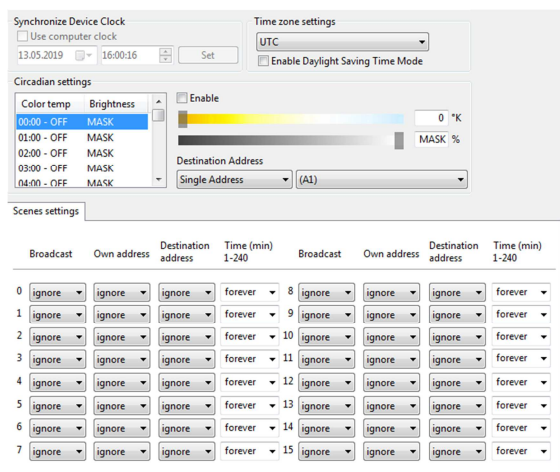 Synchronize Device Clock
Use computer clock
13.05.2019 16:00:16 Set
Time zone settings
UTC
Enable Daylight Saving Time Mode
Circadian settings
Color temp Brightness
00:00 - OFF MASK
01:00 - OFF MASK
02:00 - OFF MASK
03:00 - OFF MASK
04:00 - OFF MASK
Enable
0 °K
MASK %
Destination Address
Single Address (A1)
Scenes settings
Broadcast Own address Destination address Time (min) 1-240 Broadcast Own address Destination address Time (min) 1-240
0 ignore ignore ignore forever 8 ignore ignore ignore forever
1 ignore ignore ignore forever 9 ignore ignore ignore forever
2 ignore ignore ignore forever 10 ignore ignore ignore forever
3 ignore ignore ignore forever 11 ignore ignore ignore forever
4 ignore ignore ignore forever 12 ignore ignore ignore forever
5 ignore ignore ignore forever 13 ignore ignore ignore forever
6 ignore ignore ignore forever 14 ignore ignore ignore forever
7 ignore ignore ignore forever 15 ignore ignore ignore forever